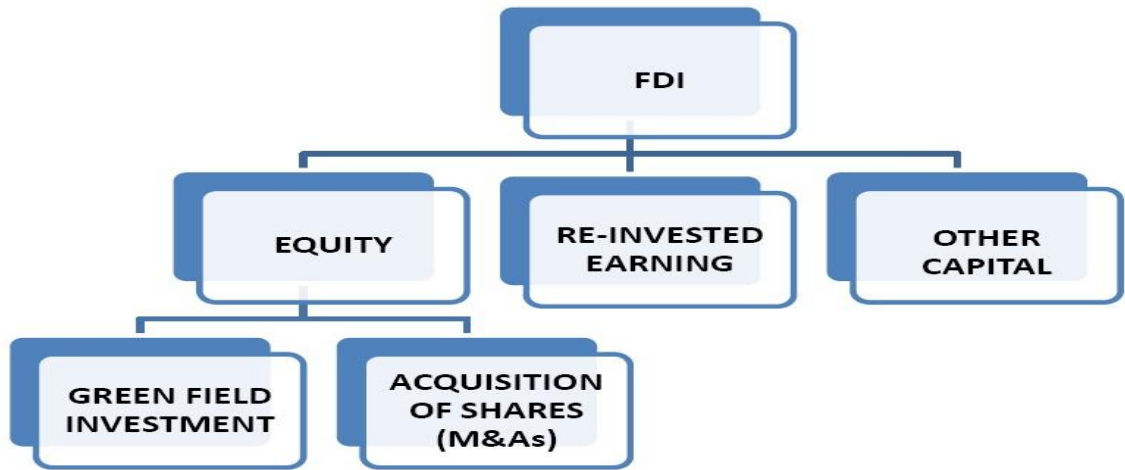 FDI
EQUITY
RE-INVESTED
EARNING
OTHER
CAPITAL
GREEN FIELD
INVESTMENT
ACQUISITION
OF SHARES
(M&As)